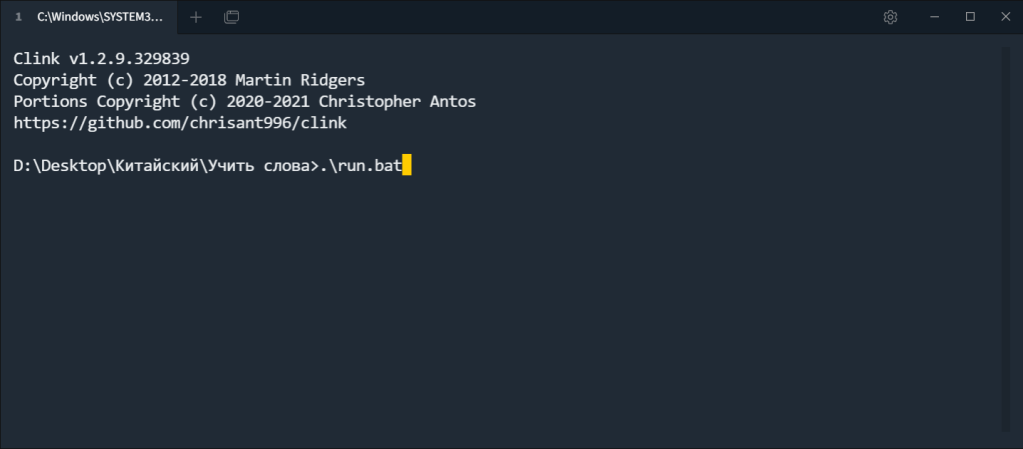 1 C:\Windows\SYSTEM3...
Clink v1.2.9.329839
Copyright (c) 2012-2018 Martin Ridgers
Portions Copyright (c) 2020-2021 Christopher Antos
https://github.com/chrisant996/clink
D:\Desktop\Китайский\Учить слова>.\run.bat